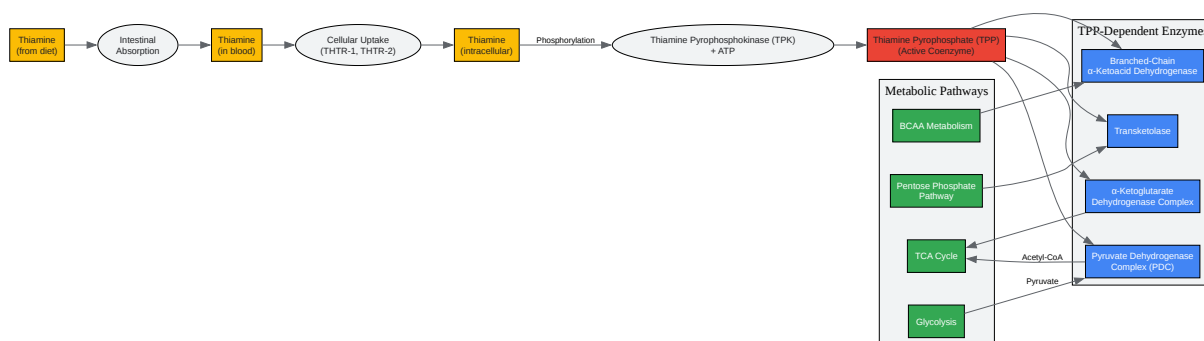 Thiamine
(from diet)
Intestinal
Absorption
Thiamine
(in blood)
Cellular Uptake
(THTR-1, THTR-2)
Thiamine
(intracellular)
Phosphorylation
Thiamine Pyrophosphokinase (TPK)
+ ATP
Thiamine Pyrophosphate (TPP)
(Active Coenzyme)
TPP-Dependent Enzyme
Branched-Chain
α-Ketoacid Dehydrogenase
Transketolase
α-Ketoglutarate
Dehydrogenase Complex
Pyruvate Dehydrogenase
Complex (PDC)
Metabolic Pathways
BCAA Metabolism
Pentose Phosphate
Pathway
TCA Cycle
Glycolysis
Acetyl-CoA
Pyruvate